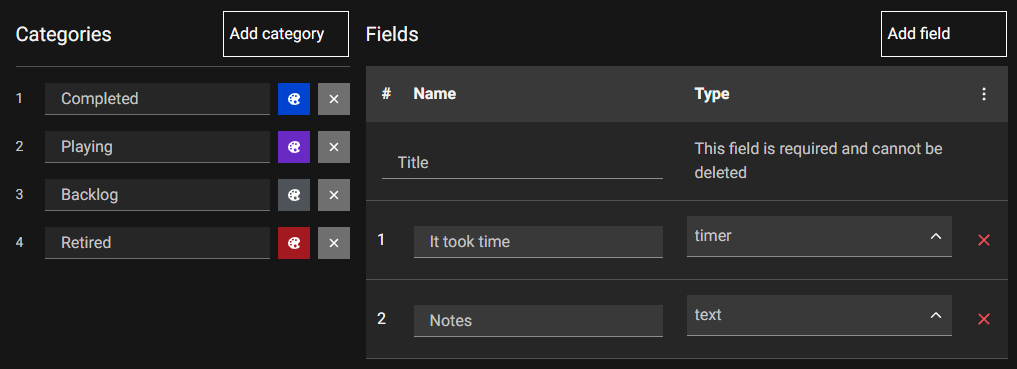 Categories
Add category
1 Completed
2 Playing
3 Backlog
4 Retired
Fields
Add field
# Name Type
Title This field is required and cannot be
deleted
1 It took time timer
2 Notes text